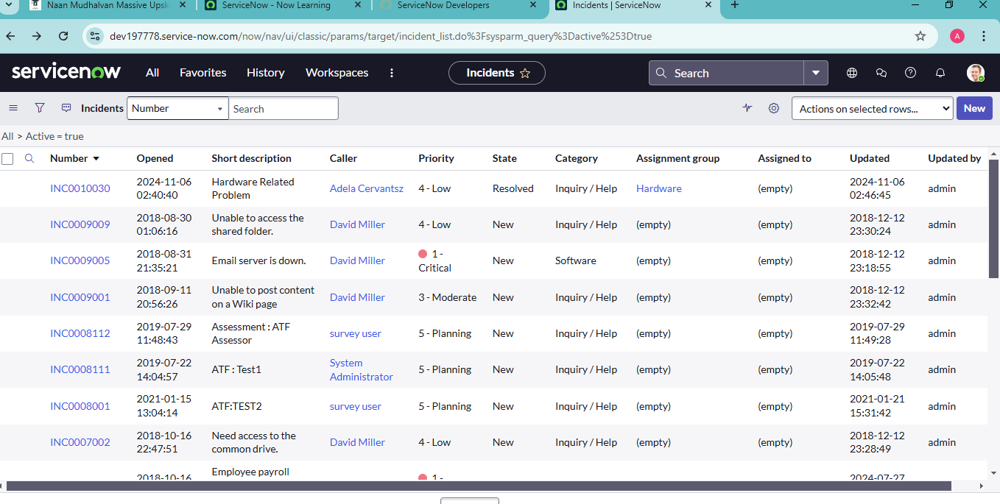 Naan Mudhalvan Massive Upsk
ServiceNow - Now Learning
ServiceNow Developers
Incidents | ServiceNow
dev197778.service-now.com/now/nav/ui/classic/params/target/incident_list.do%3Fsysparm_query%3Dactive%253Dtrue
A
servicenow All Favorites History Workspaces Incidents Search
Incidents Number Search Actions on selected rows... New
All > Active = true
Number Opened Short description Caller Priority State Category Assignment group Assigned to Updated Updated by
INC0010030 2024-11-06 02:40:40 Hardware Related Problem Adela Cervantsz 4 - Low Resolved Inquiry / Help Hardware (empty) 2024-11-06 02:46:45 admin
INC0009009 2018-08-30 01:06:16 Unable to access the shared folder. David Miller 4 - Low New Inquiry / Help (empty) (empty) 2018-12-12 23:30:24 admin
INC0009005 2018-08-31 21:35:21 Email server is down. David Miller 1 - Critical New Software (empty) (empty) 2018-12-12 23:18:55 admin
INC0009001 2018-09-11 20:56:26 Unable to post content on a Wiki page David Miller 3 - Moderate New Inquiry / Help (empty) (empty) 2018-12-12 23:32:42 admin
INC0008112 2019-07-29 11:48:43 Assessment : ATF Assessor survey user 5 - Planning New Inquiry / Help (empty) (empty) 2019-07-29 11:49:28 admin
INC0008111 2019-07-22 14:04:57 ATF : Test1 System Administrator 5 - Planning New Inquiry / Help (empty) (empty) 2019-07-22 14:05:48 admin
INC0008001 2021-01-15 13:04:14 ATF:TEST2 survey user 5 - Planning New Inquiry / Help (empty) (empty) 2021-01-21 15:31:42 admin
INC0007002 2018-10-16 22:47:51 Need access to the common drive. David Miller 4 - Low New Inquiry / Help (empty) (empty) 2018-12-12 23:28:49 admin
2018-10-16 Employee payroll 1 - 2024-07-27